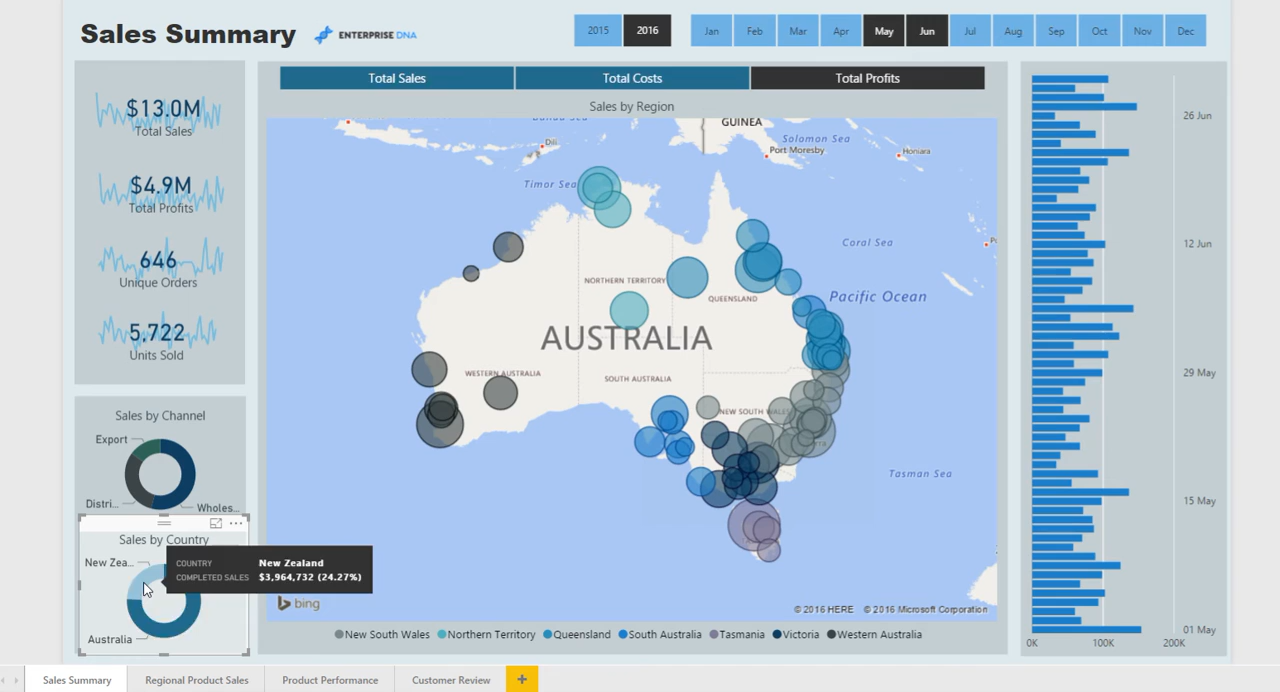 Sales Summary
ENTERPRISE DNA
2015
2016
Jan
Feb
Mar
Apr
May
Jun
Jul
Aug
Sep
Oct
Nov
Dec
$13.0M
Total Sales
$4.9M
Total Profits
646
Unique Orders
5,722
Units Sold
Sales by Channel
Export
Distri...
Wholes...
Sales by Country
New Zea...
Australia
COUNTRY New Zealand
COMPLETED SALES $3,964,732 (24.27%)
Total Sales
Total Costs
Total Profits
Sales by Region
GUINEA
Solomon Sea
Port Moresby
Honiara
Dili
Timor Sea
Coral Sea
NORTHERN TERRITORY
QUEENSLAND
Pacific Ocean
AUSTRALIA
WESTERN AUSTRALIA
SOUTH AUSTRALIA
NEW SOUTH WALES
Tasman Sea
bing
© 2016 HERE © 2016 Microsoft Corporation
New South Wales
Northern Territory
Queensland
South Australia
Tasmania
Victoria
Western Australia
26 Jun
12 Jun
29 May
15 May
01 May
0K
100K
200K
Sales Summary
Regional Product Sales
Product Performance
Customer Review
+